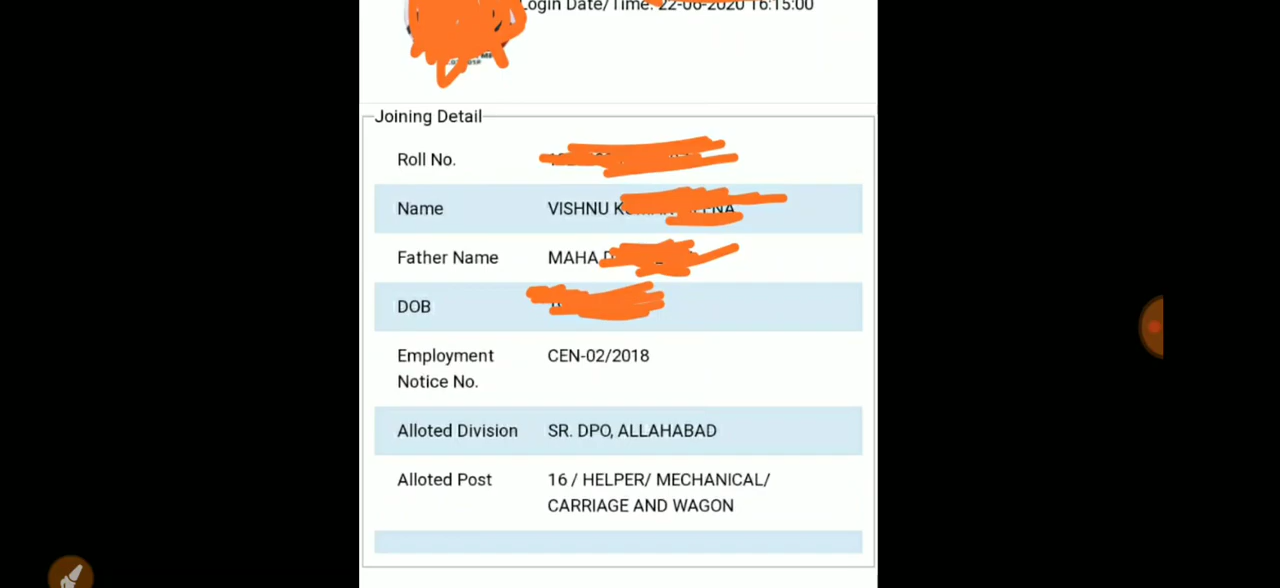 Login Date/Time: 22-06-2020 16:15:00
Joining Detail
Roll No.
Name VISHNU
Father Name MAHA
DOB
Employment CEN-02/2018
Notice No.
Alloted Division SR. DPO, ALLAHABAD
Alloted Post 16 / HELPER/ MECHANICAL/
CARRIAGE AND WAGON